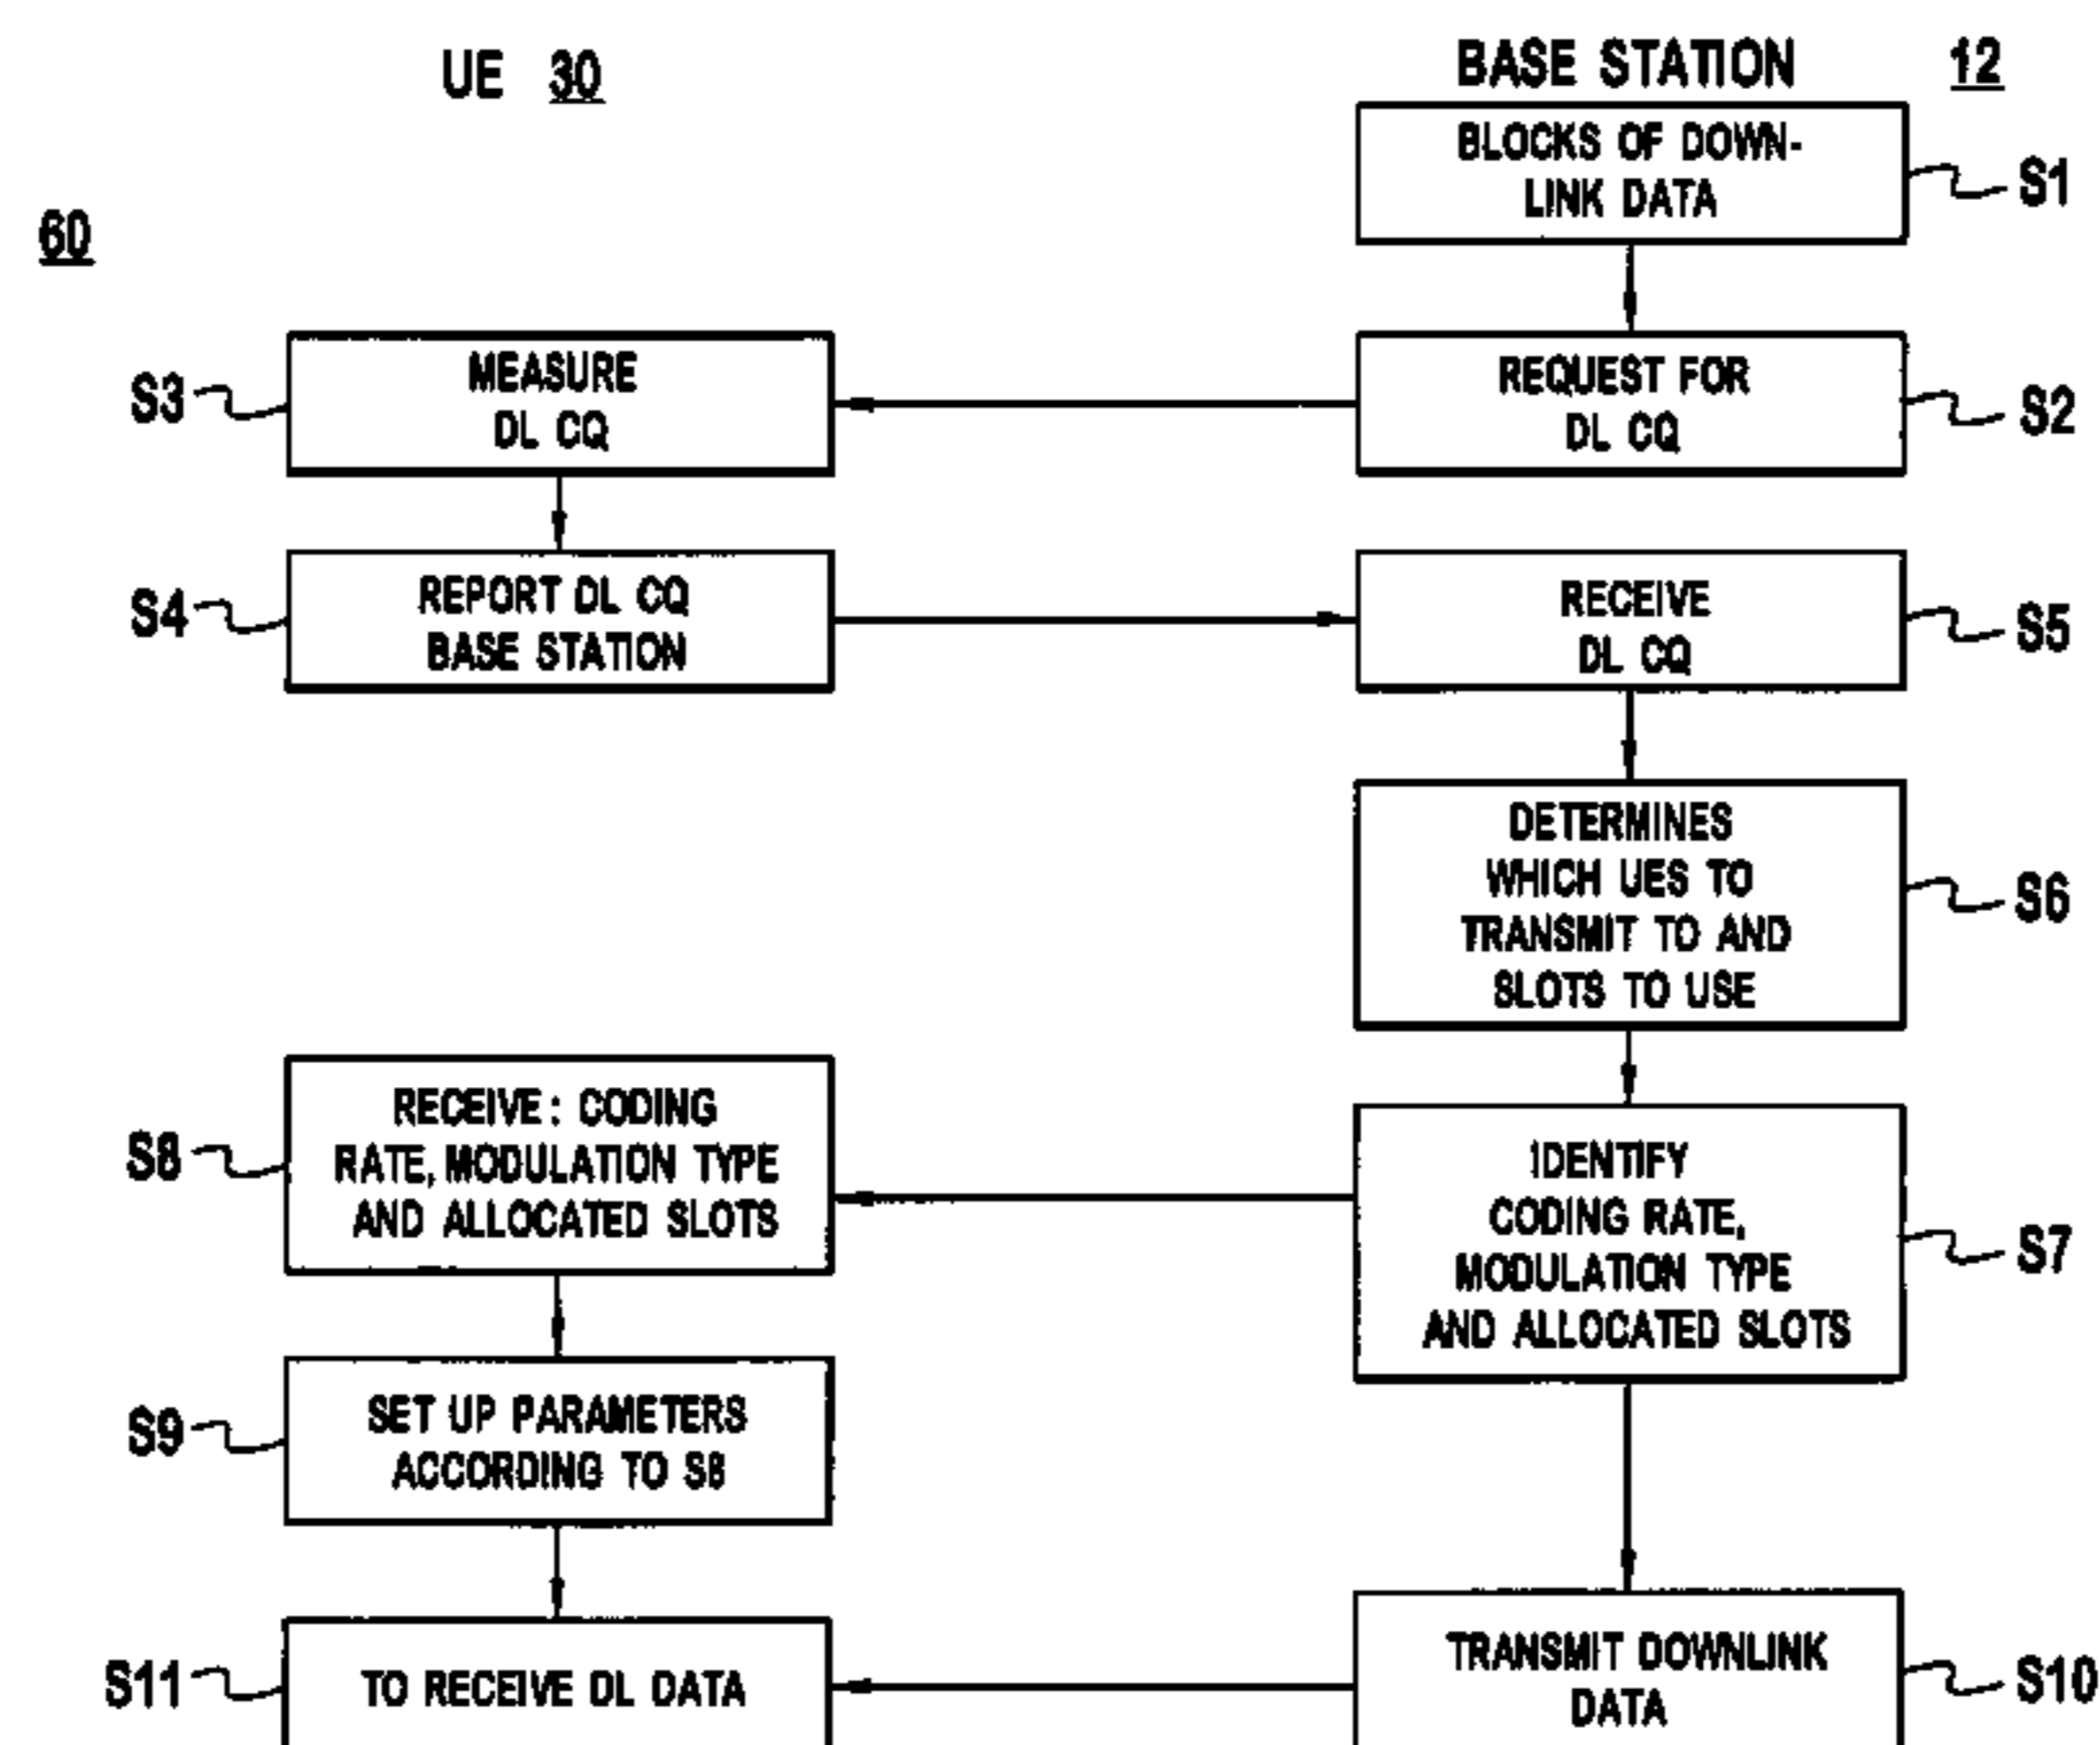 UE 30
BASE STATION 12
60
BLOCKS OF DOWN-
LINK DATA
S1
S3
MEASURE
DL CQ
REQUEST FOR
DL CQ
S2
S4
REPORT DL CQ
BASE STATION
RECEIVE
DL CQ
S5
DETERMINES
WHICH UES TO
TRANSMIT TO AND
SLOTS TO USE
S6
S8
RECEIVE: CODING
RATE, MODULATION TYPE
AND ALLOCATED SLOTS
IDENTIFY
CODING RATE,
MODULATION TYPE
AND ALLOCATED SLOTS
S7
S9
SET UP PARAMETERS
ACCORDING TO S8
S11
TO RECEIVE DL DATA
TRANSMIT DOWNLINK
DATA
S10